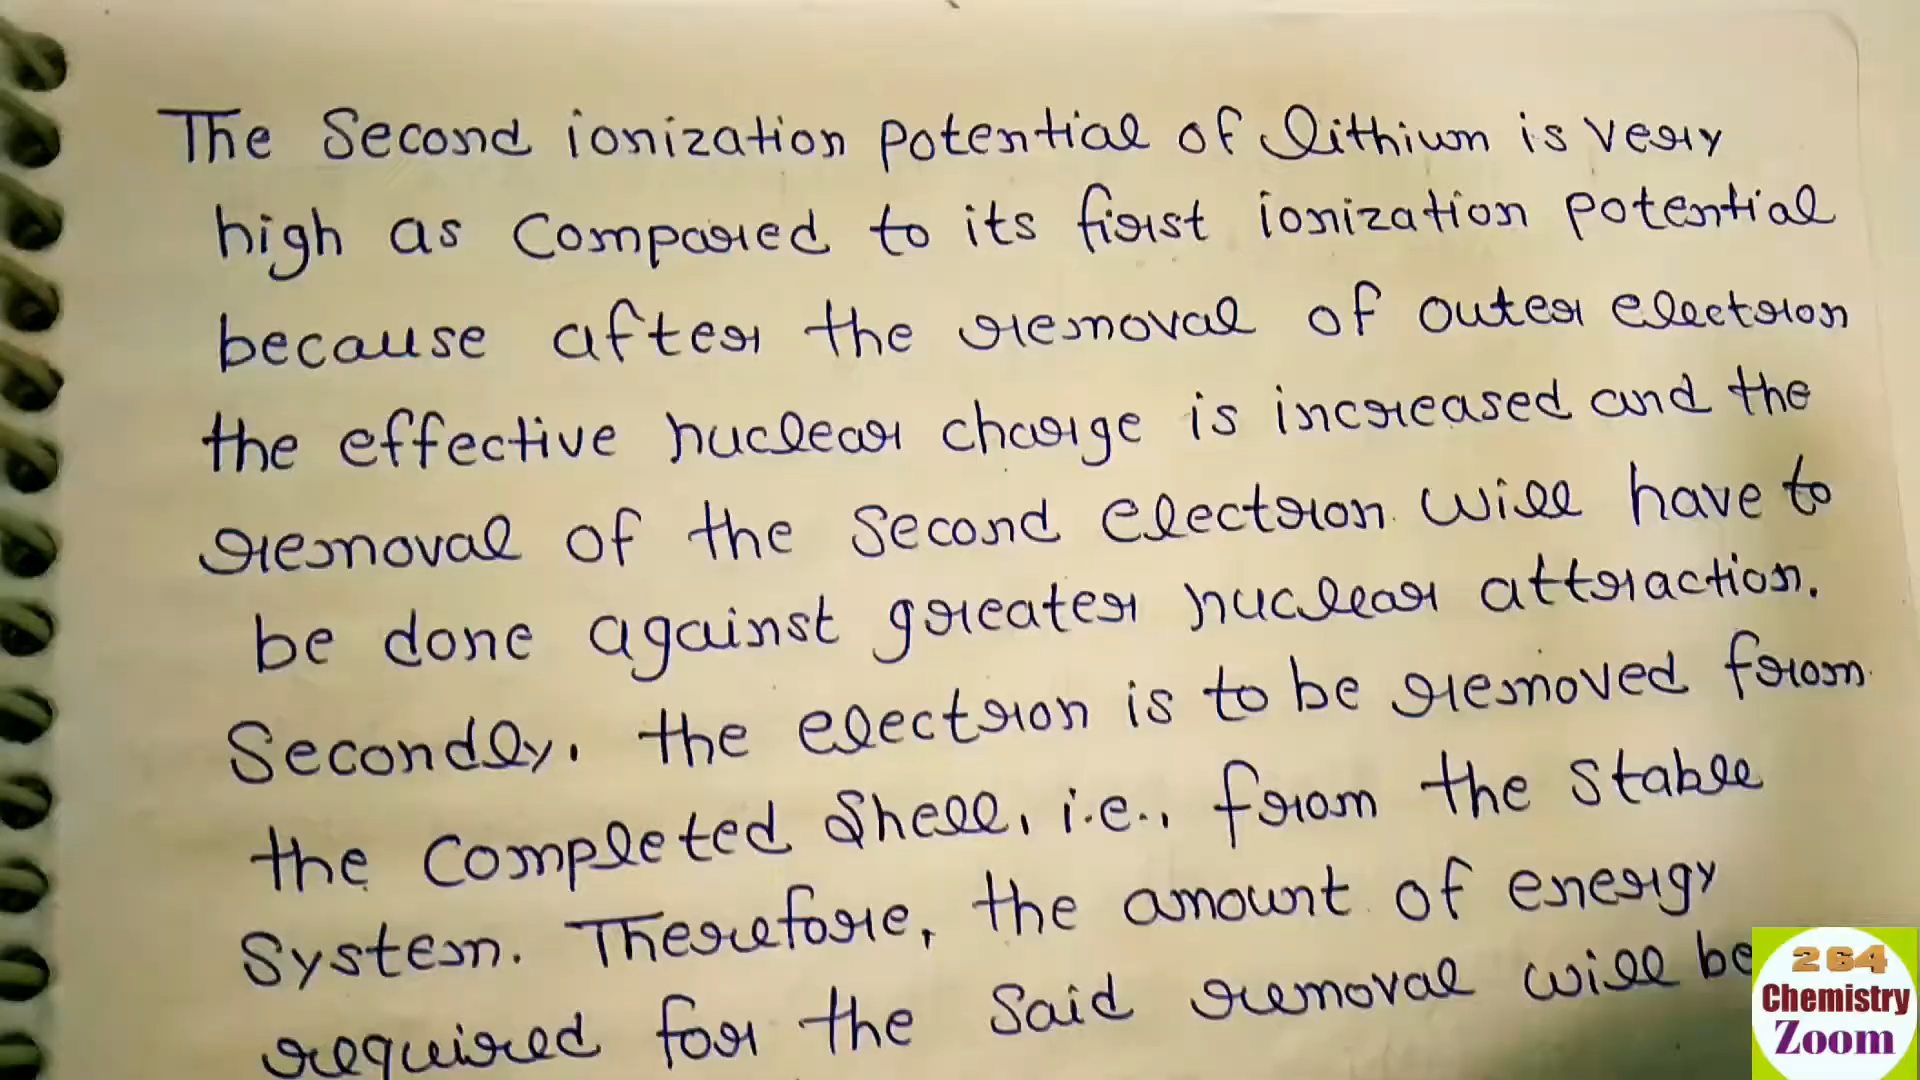 The Second ionization potential of lithium is very
high as Compared to its first ionization potential
because after the removal of outer electron
the effective nuclear charge is increased and the
removal of the Second electron will have to
be done against greater nuclear attraction.
Secondly, the electron is to be removed from
the Completed Shell, i.e., from the stable
System. Therefore, the amount of energy
required for the Said removal will be
264
Chemistry
Zoom